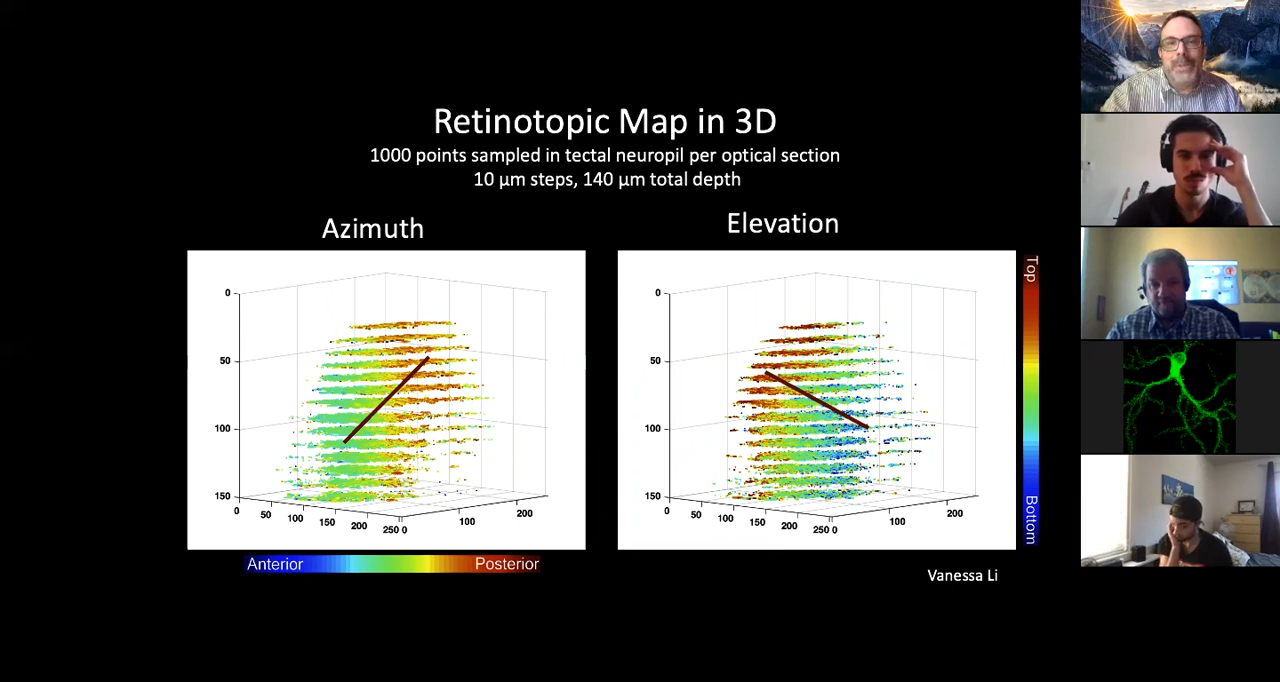 Retinotopic Map in 3D
1000 points sampled in tectal neuropil per optical section
10 µm steps, 140 µm total depth
Azimuth
0
50
100
150
0
50
100
150
200
250 0
100
200
Anterior
Posterior
Elevation
0
50
100
150
0
50
100
150
200
250 0
100
200
Top
Bottom
Vanessa Li